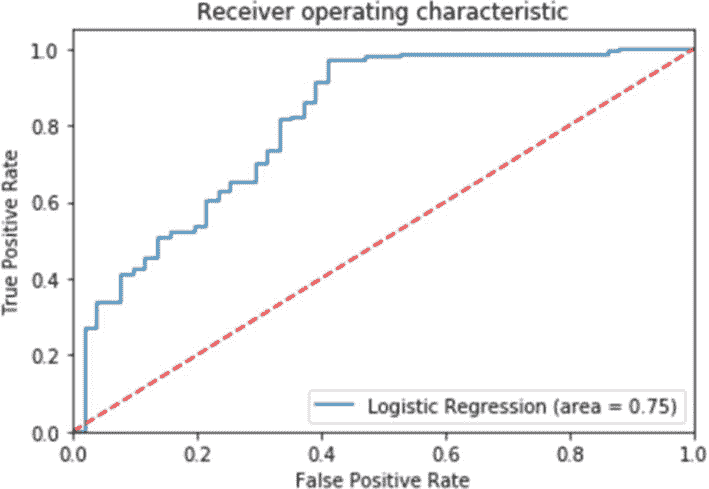 Receiver operating characteristic
1.0
0.8
0.6
0.4
0.2
0.0
True Positive Rate
Logistic Regression (area = 0.75)
0.0 0.2 0.4 0.6 0.8 1.0
False Positive Rate